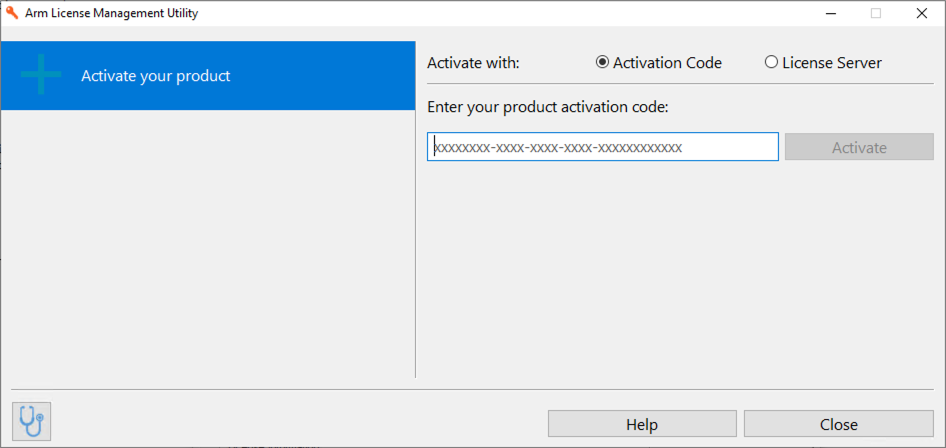 Arm License Management Utility
Activate your product
Activate with:
Activation Code
License Server
Enter your product activation code:
xxxxxxxx-xxxx-xxxx-xxxx-xxxxxxxxxxxx
Activate
Help
Close